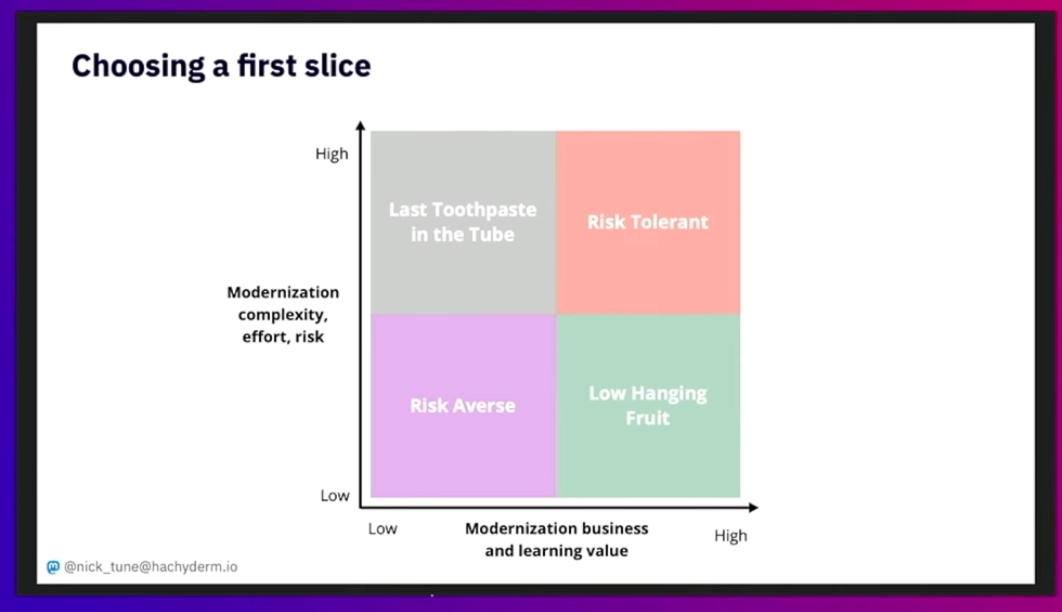 Choosing a first slice
High
Last Toothpaste
in the Tube
Risk Tolerant
Modernization
complexity,
effort, risk
Risk Averse
Low Hanging
Fruit
Low
Low
Modernization business
and learning value
High
@nick_tune@hachyderm.io